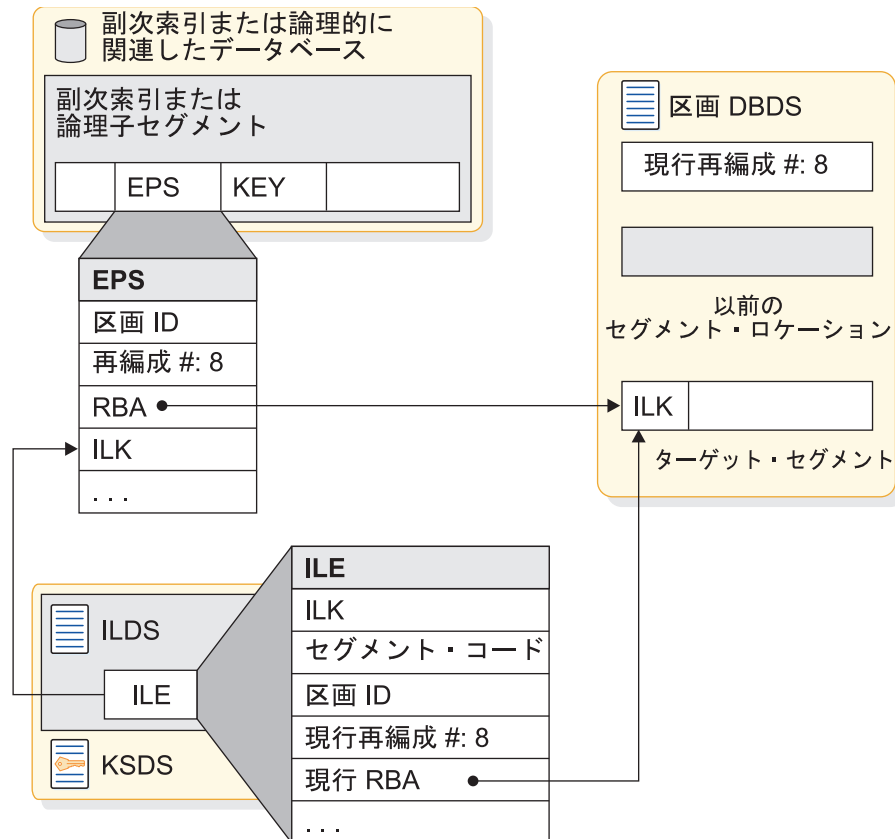 副次索引または論理的に
関連したデータベース
副次索引または
論理子セグメント
EPS
KEY
EPS
区画 ID
再編成 #: 8
RBA
ILK
. . .
区画 DBDS
現行再編成 #: 8
以前の
セグメント・ロケーション
ILK
ターゲット・セグメント
ILDS
ILE
KSDS
ILE
ILK
セグメント・コード
区画 ID
現行再編成 #: 8
現行 RBA
. . .